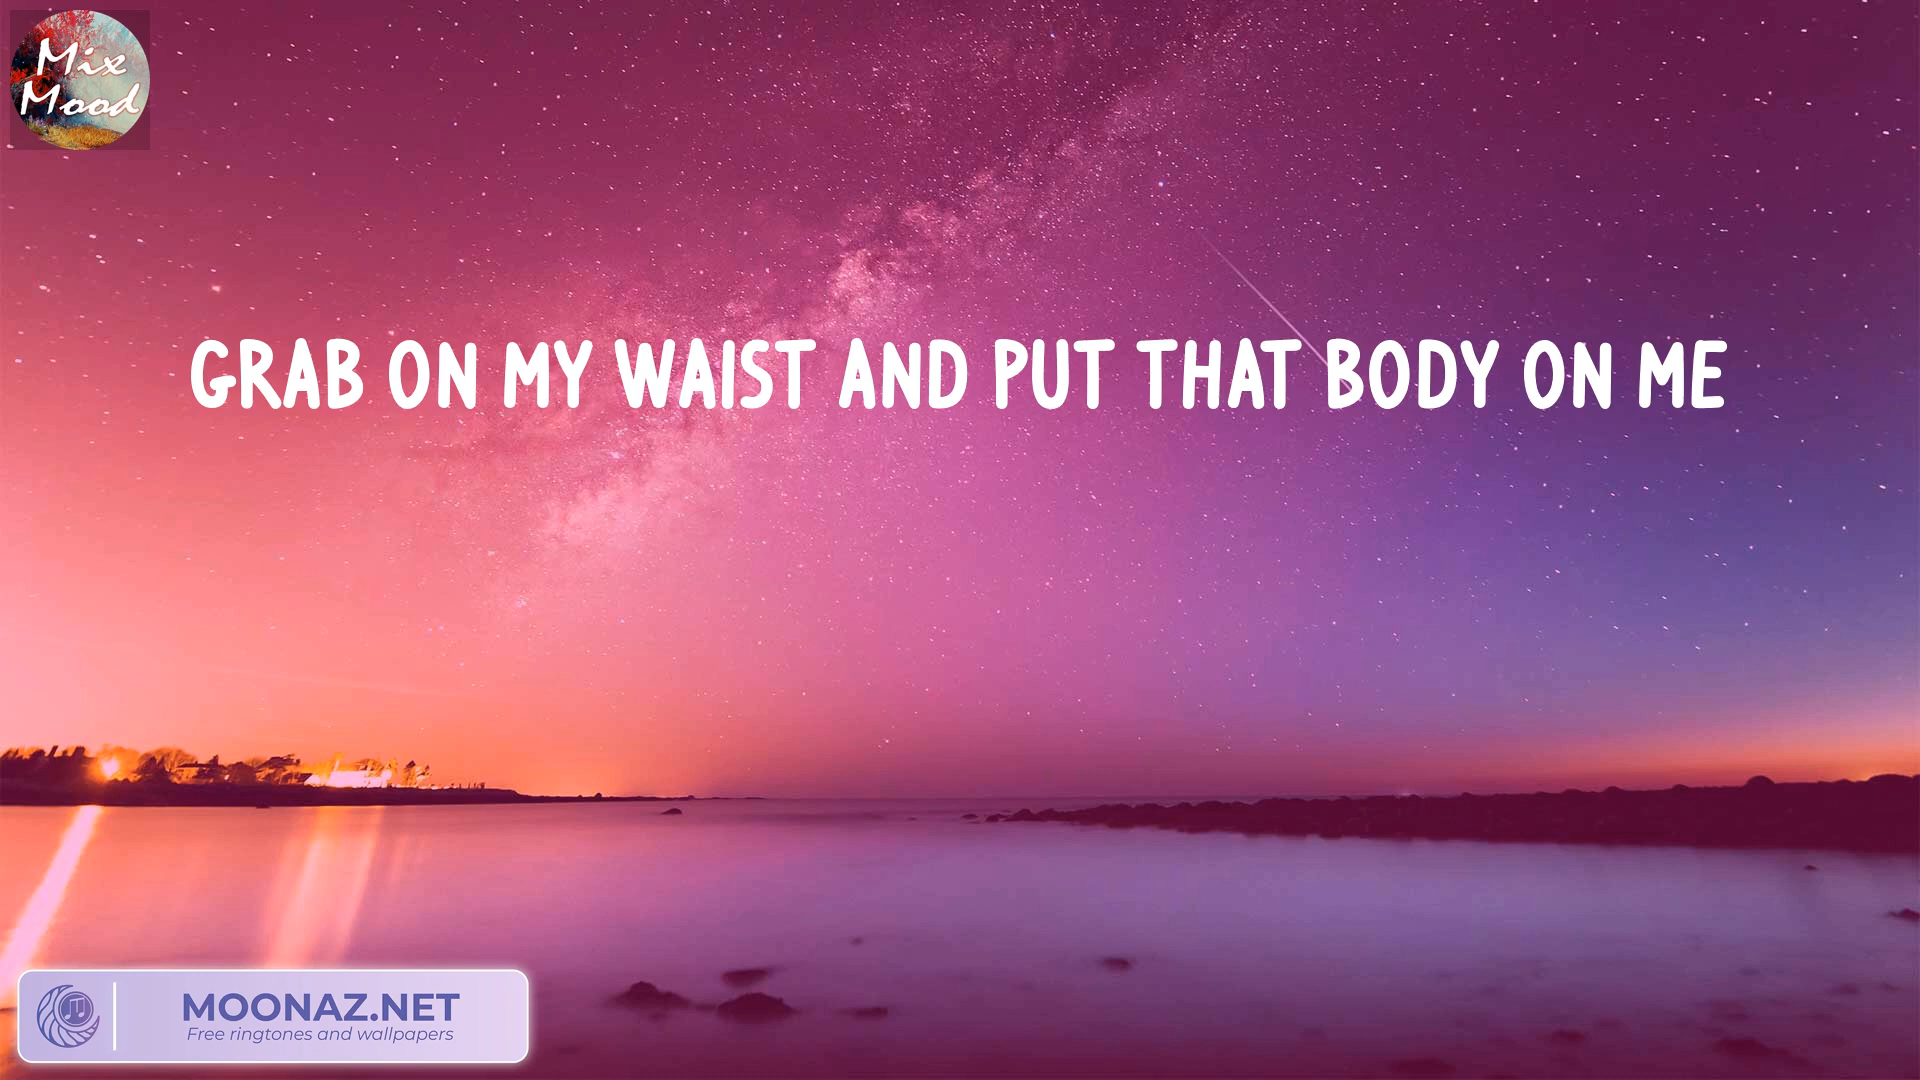 Mix
Mood
GRAB ON MY WAIST AND PUT THAT BODY ON ME
MOONAZ.NET
Free ringtones and wallpapers